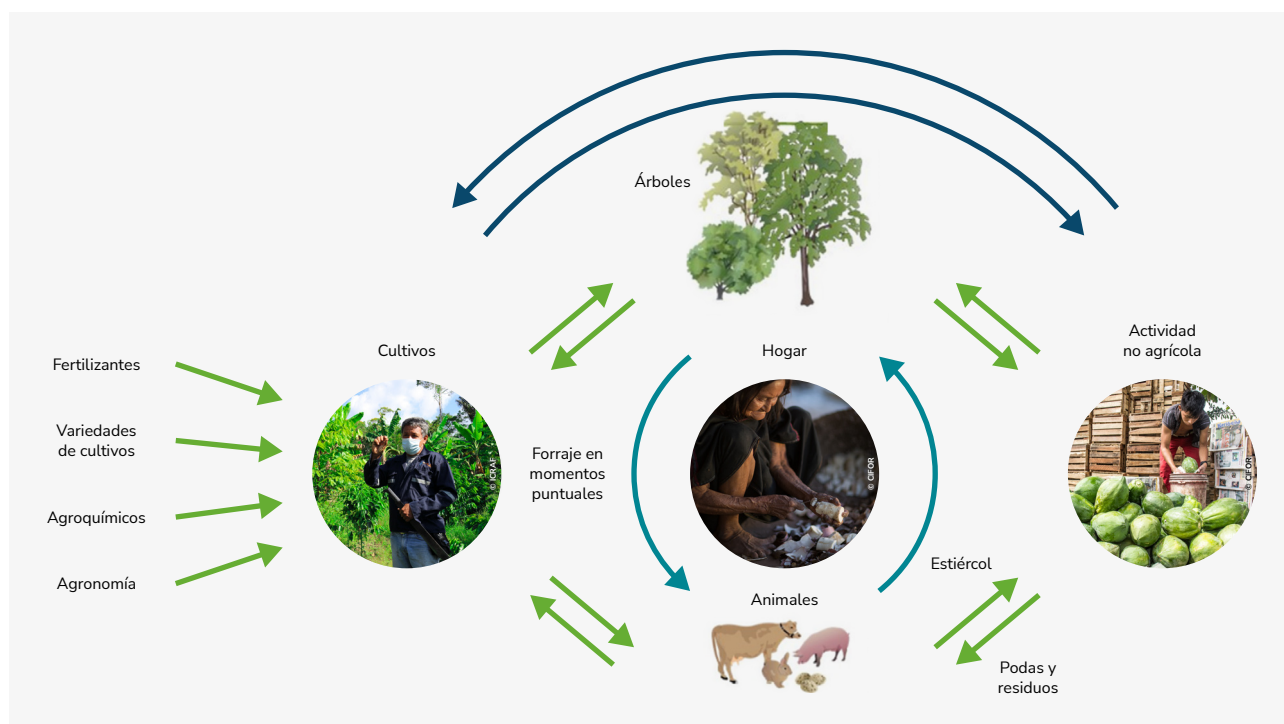 Árboles
Actividad
no agrícola
Cultivos
Hogar
Fertilizantes
Variedades
de cultivos
Agroquímicos
Agronomía
Forraje en
momentos
puntuales
© ICRAF
© CIFOR
© CIFOR
Estiércol
Animales
Podas y
residuos